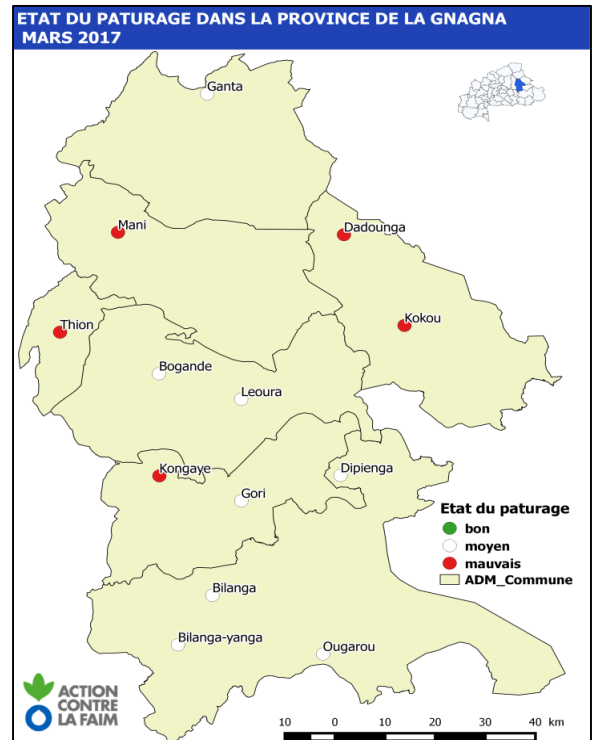 ETAT DU PATURAGE DANS LA PROVINCE DE LA GNAGNA
MARS 2017
Ganta
Mani
Dadounga
Thion
Kokou
Bogande
Leoura
Kongaye
Dipienga
Gori
Etat du paturage
bon
moyen
mauvais
ADM_Commune
Bilanga
Bilanga-yanga
Ougarou
ACTION
CONTRE
LA FAIM
10 0 10 20 30 40 km